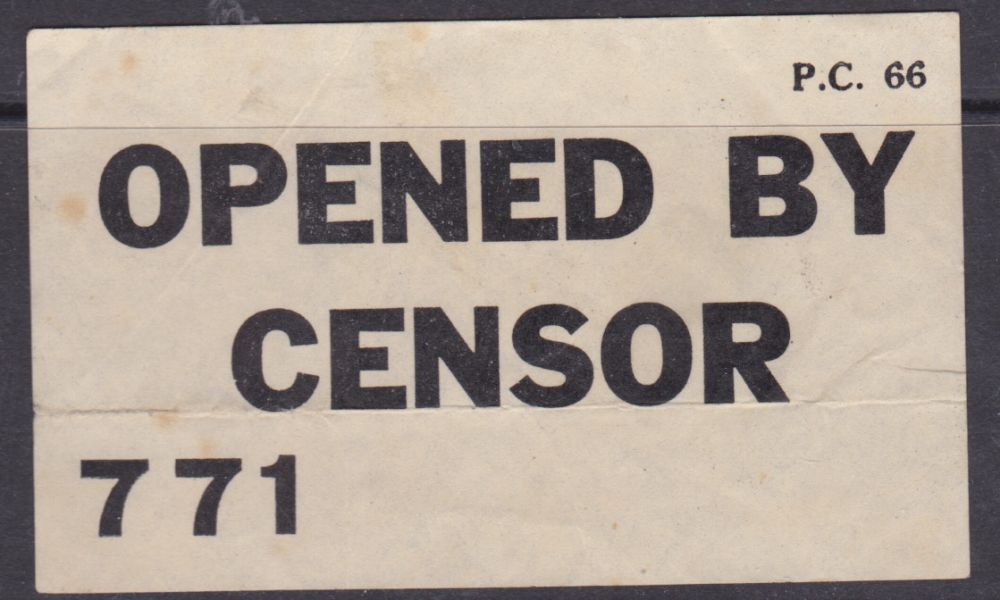 P.C. 66
OPENED BY
CENSOR
771